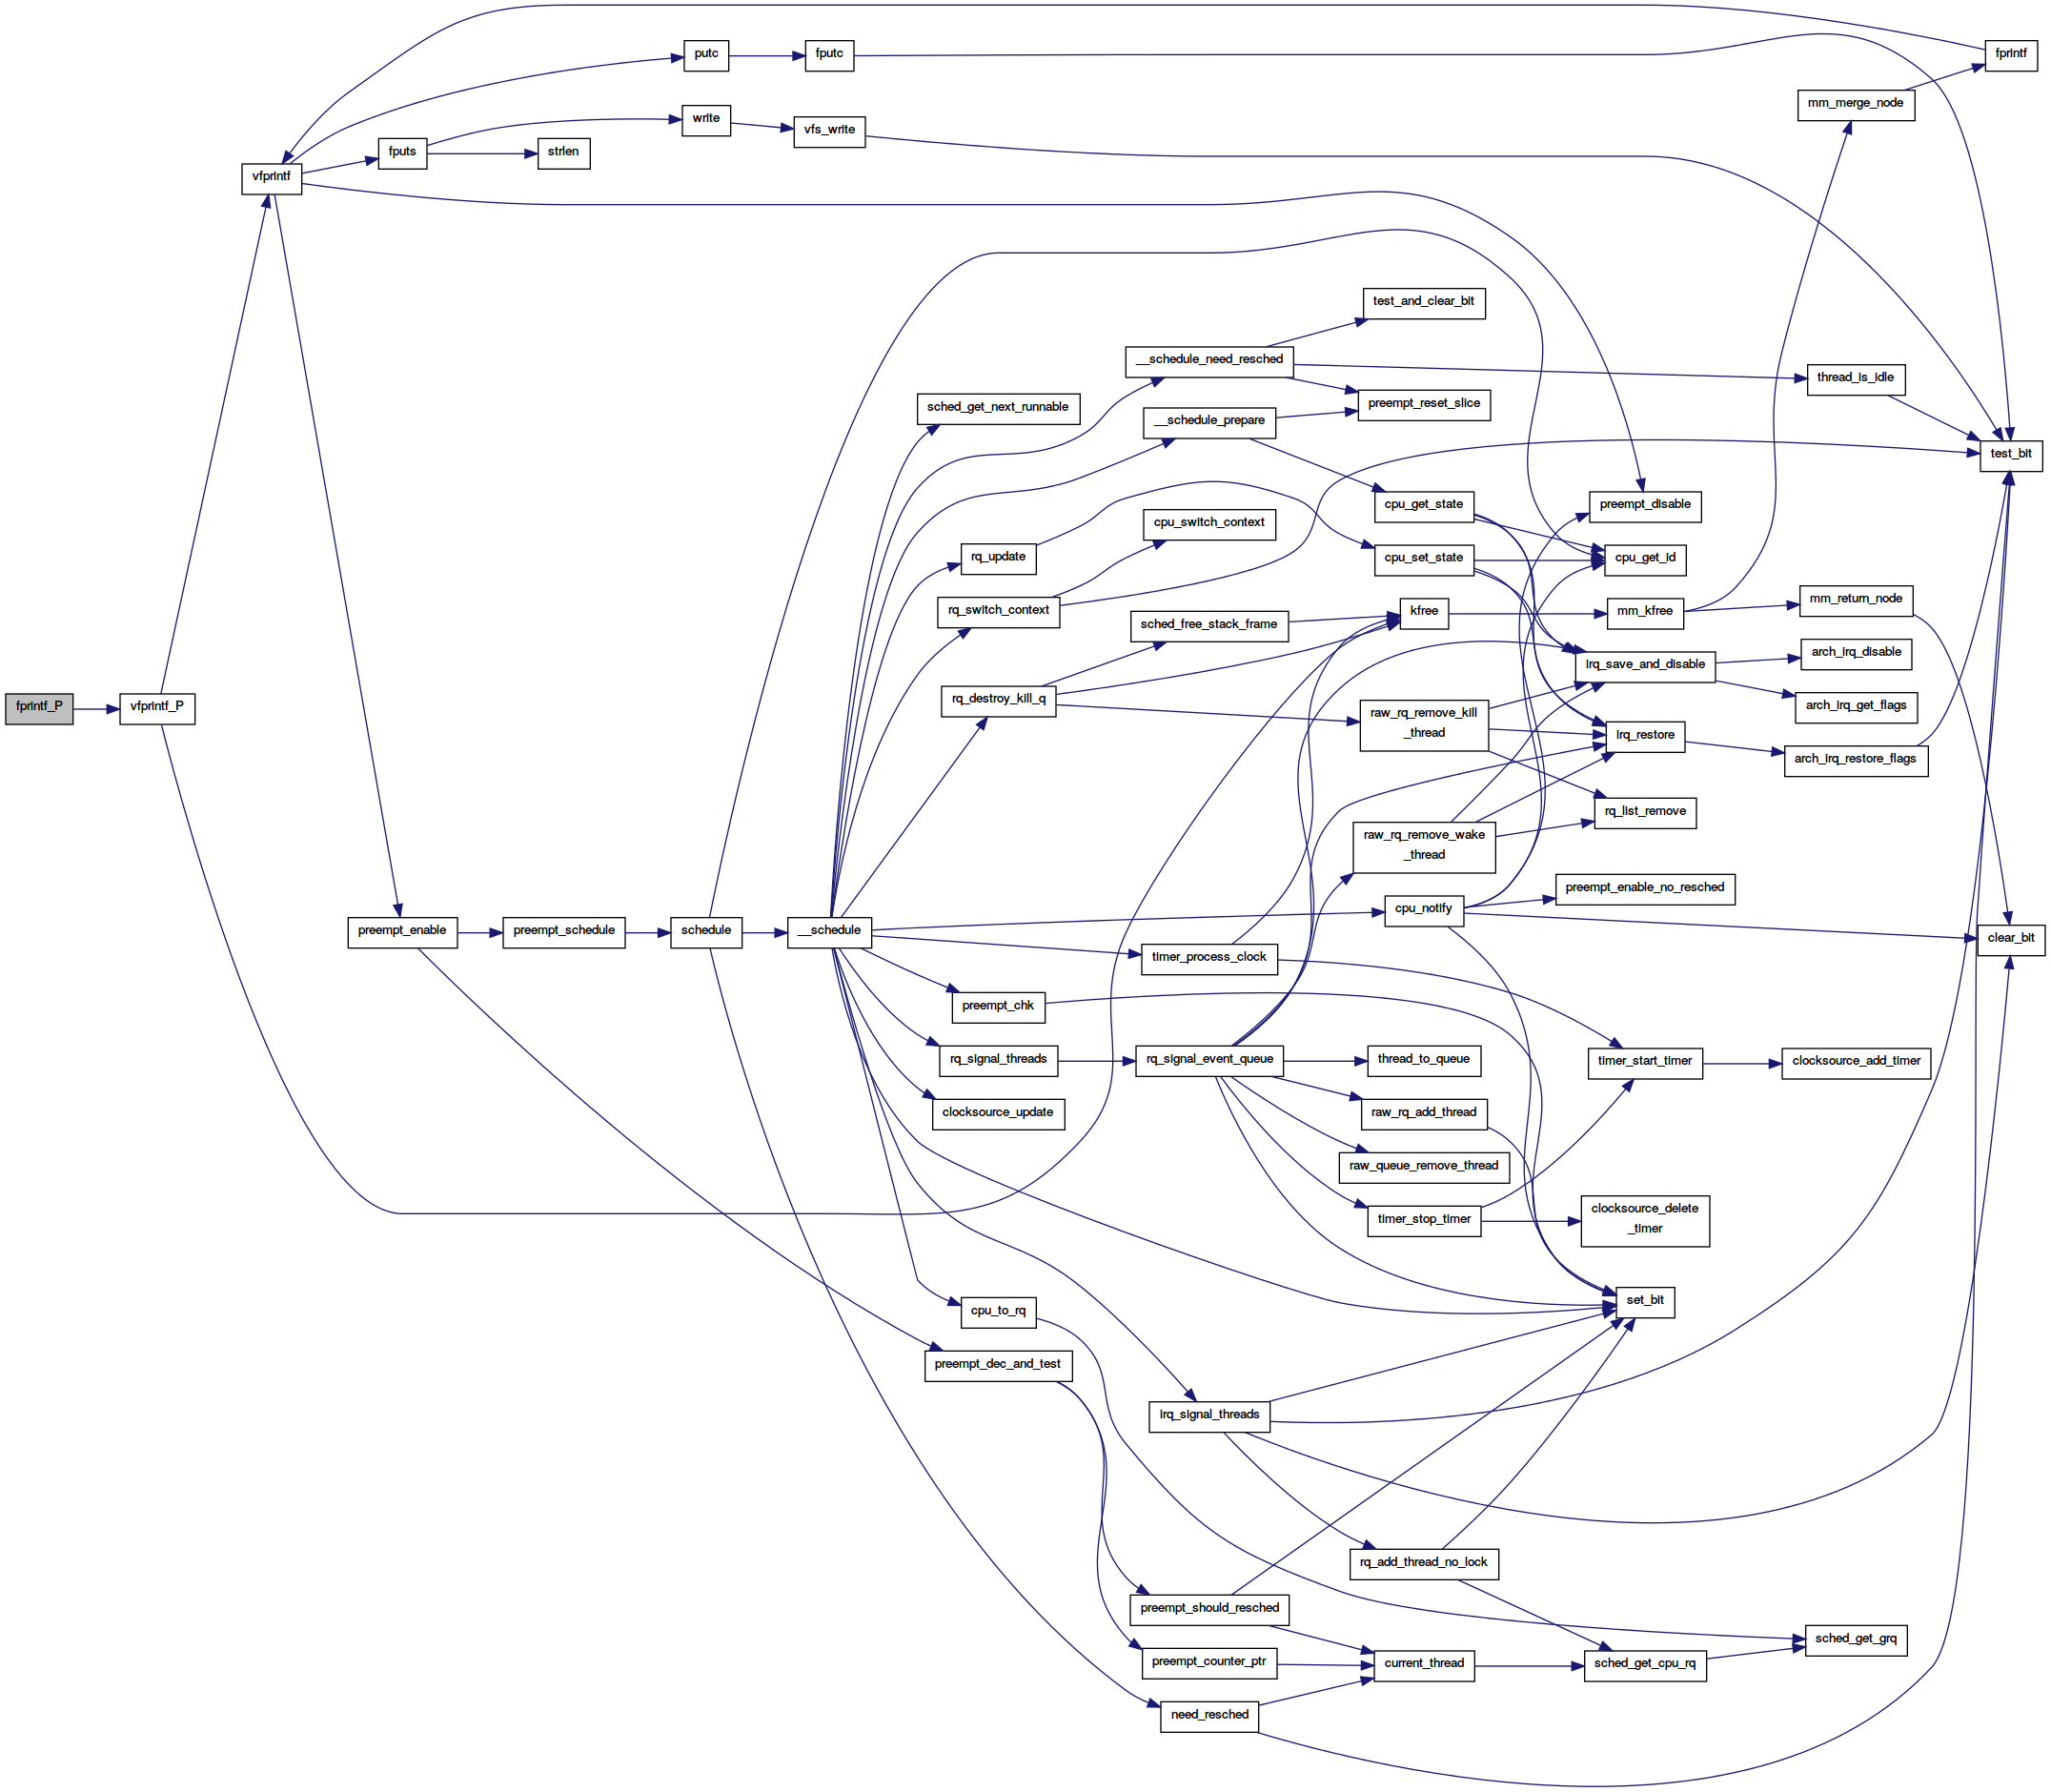 fprintf_P
vfprintf_P
vfprintf
putc
fputc
fprintf
mm_merge_node
write
vfs_write
fputs
strlen
test_and_clear_bit
__schedule_need_resched
thread_is_idle
sched_get_next_runnable
preempt_reset_slice
__schedule_prepare
test_bit
cpu_get_state
preempt_disable
cpu_switch_context
rq_update
cpu_set_state
cpu_get_id
rq_switch_context
kfree
mm_kfree
mm_return_node
sched_free_stack_frame
irq_save_and_disable
arch_irq_disable
rq_destroy_kill_q
raw_rq_remove_kill
_thread
arch_irq_get_flags
irq_restore
arch_irq_restore_flags
rq_list_remove
raw_rq_remove_wake
_thread
preempt_enable_no_resched
cpu_notify
preempt_enable
preempt_schedule
schedule
__schedule
clear_bit
timer_process_clock
preempt_chk
rq_signal_threads
rq_signal_event_queue
thread_to_queue
timer_start_timer
clocksource_add_timer
clocksource_update
raw_rq_add_thread
raw_queue_remove_thread
timer_stop_timer
clocksource_delete
_timer
cpu_to_rq
set_bit
preempt_dec_and_test
irq_signal_threads
rq_add_thread_no_lock
preempt_should_resched
sched_get_grq
preempt_counter_ptr
current_thread
sched_get_cpu_rq
need_resched